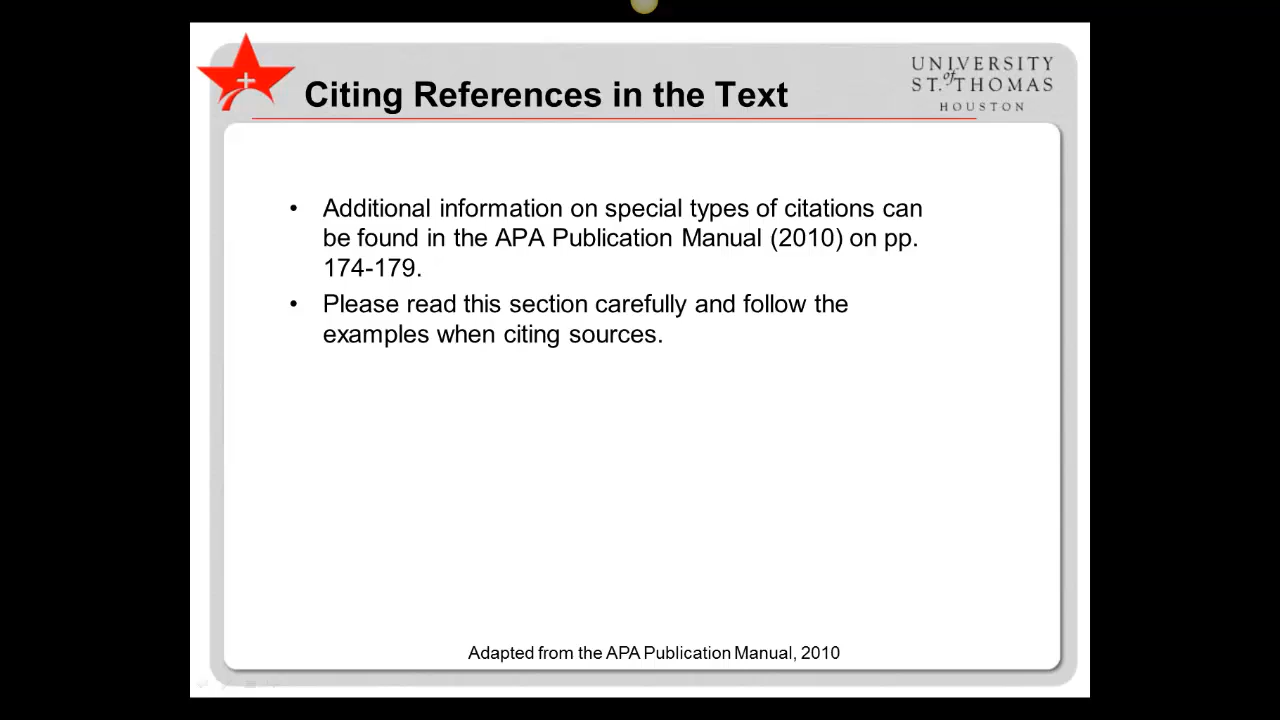 Citing References in the Text
UNIVERSITY
of
ST. THOMAS
HOUSTON
• Additional information on special types of citations can
be found in the APA Publication Manual (2010) on pp.
174-179.
• Please read this section carefully and follow the
examples when citing sources.
Adapted from the APA Publication Manual, 2010